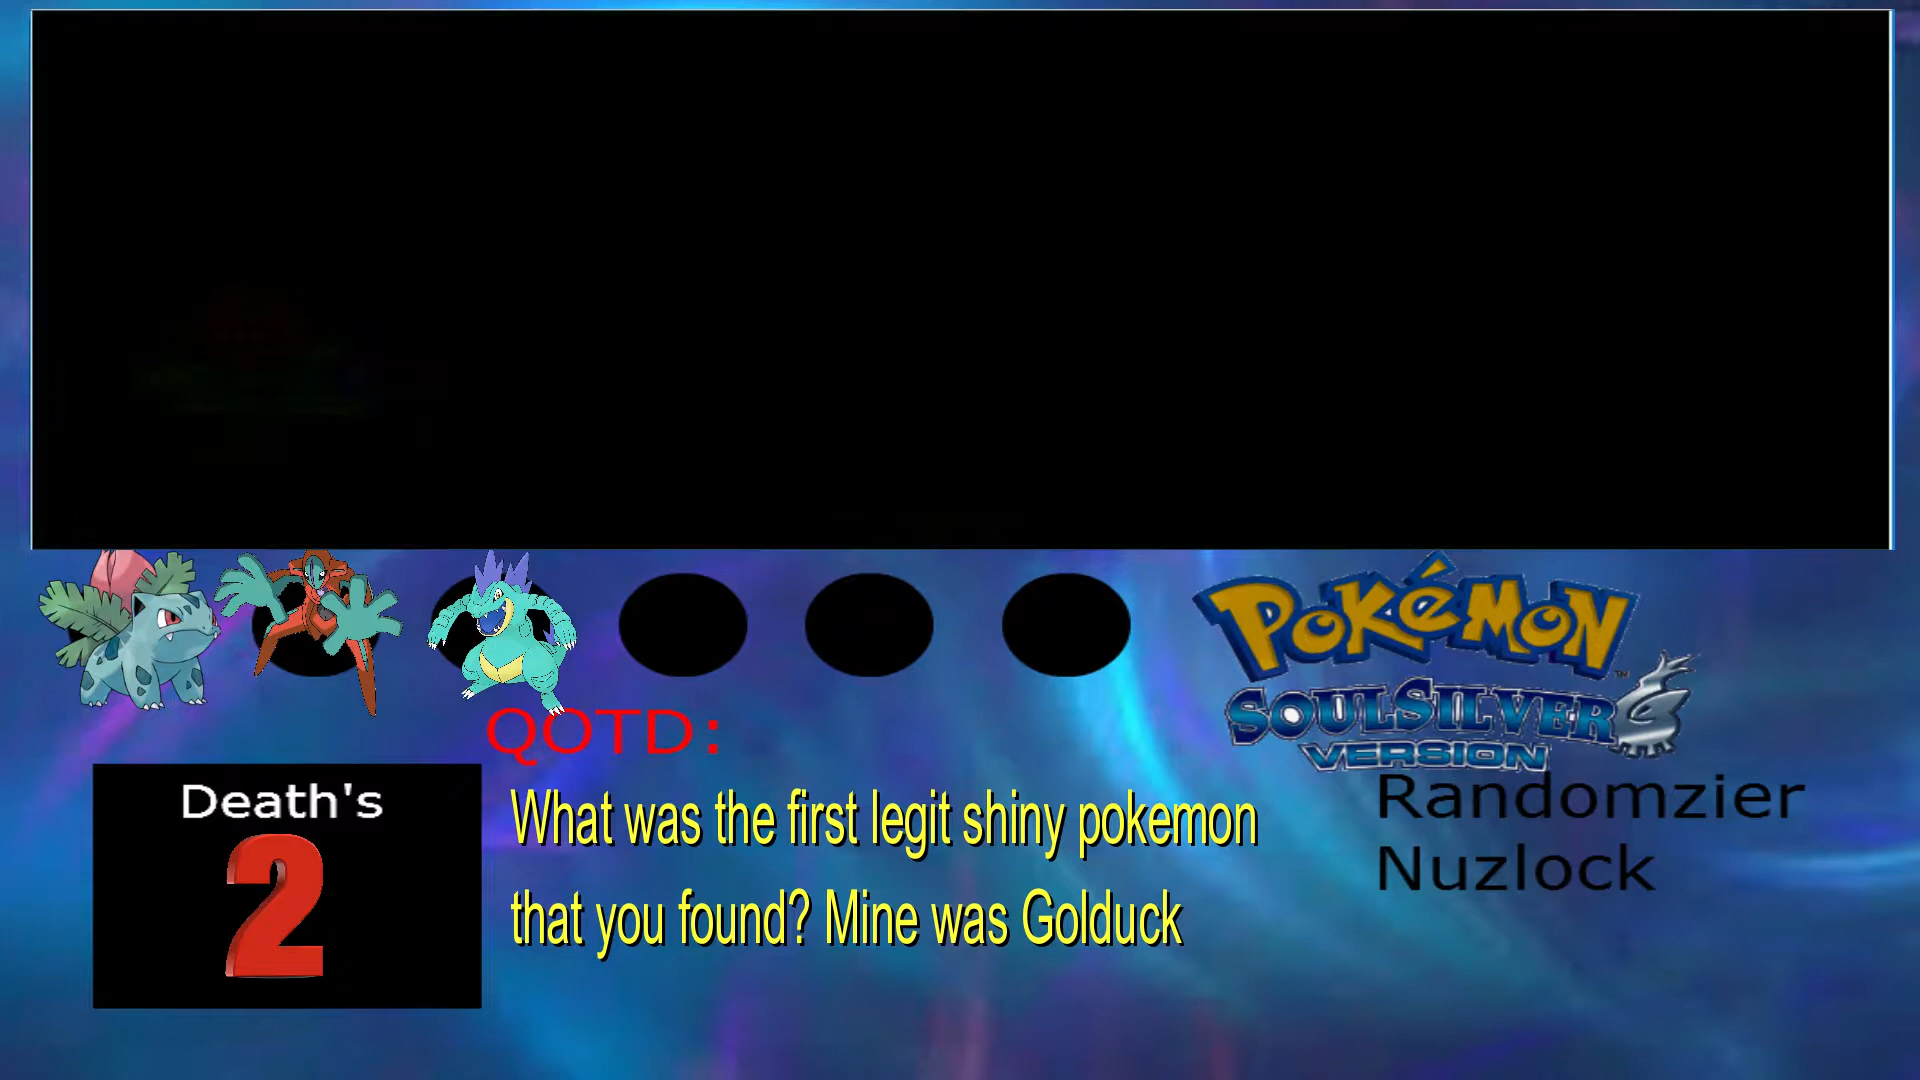 POKéMON
™
SOULSILVER
VERSION
QOTD:
Death's
2
What was the first legit shiny pokemon
that you found? Mine was Golduck
Randomzier
Nuzlock